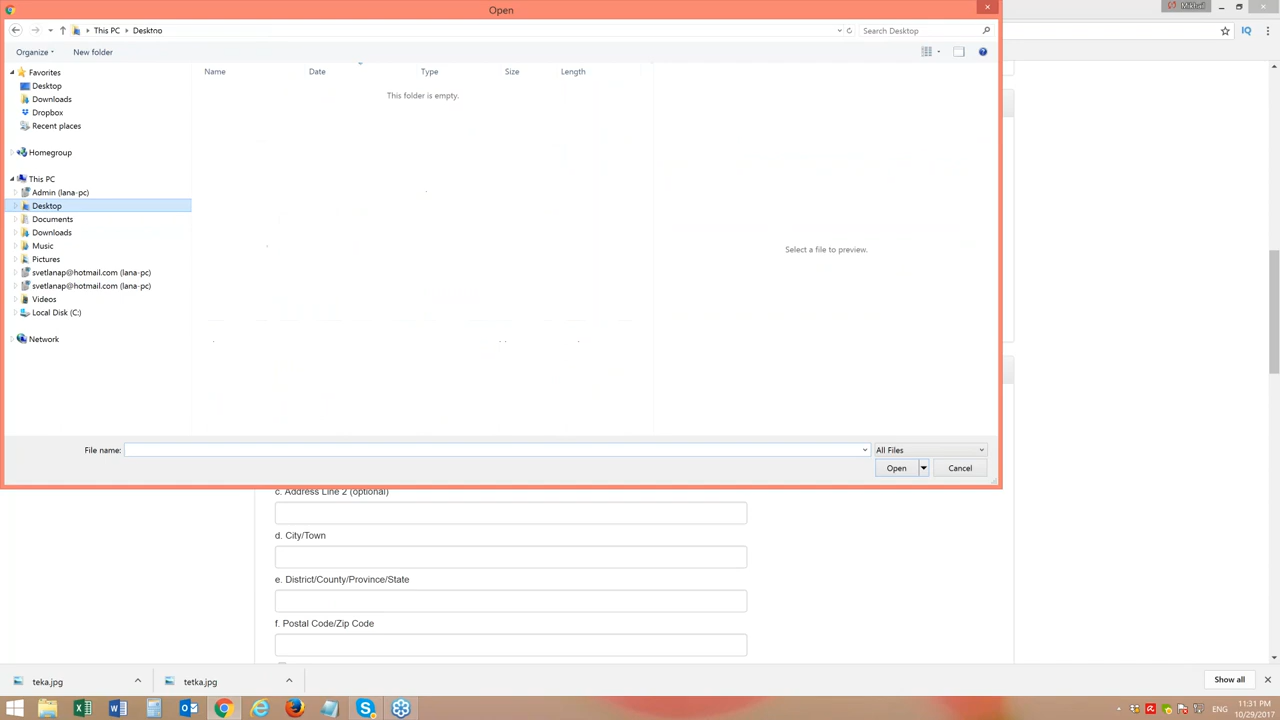 Open
Mikhail
This PC
Desktop
Search Desktop
Organize
New folder
Name
Date
Type
Size
Length
This folder is empty.
Select a file to preview.
Favorites
Desktop
Downloads
Dropbox
Recent places
Homegroup
This PC
Admin (lana-pc)
Desktop
Documents
Downloads
Music
Pictures
svetlanap@hotmail.com (lana-pc)
svetlanap@hotmail.com (lana-pc)
Videos
Local Disk (C:)
Network
File name:
All Files
Open
Cancel
c. Address Line 2 (optional)
d. City/Town
e. District/County/Province/State
f. Postal Code/Zip Code
teka.jpg
tetka.jpg
Show all
ENG
11:31 PM
10/29/2017